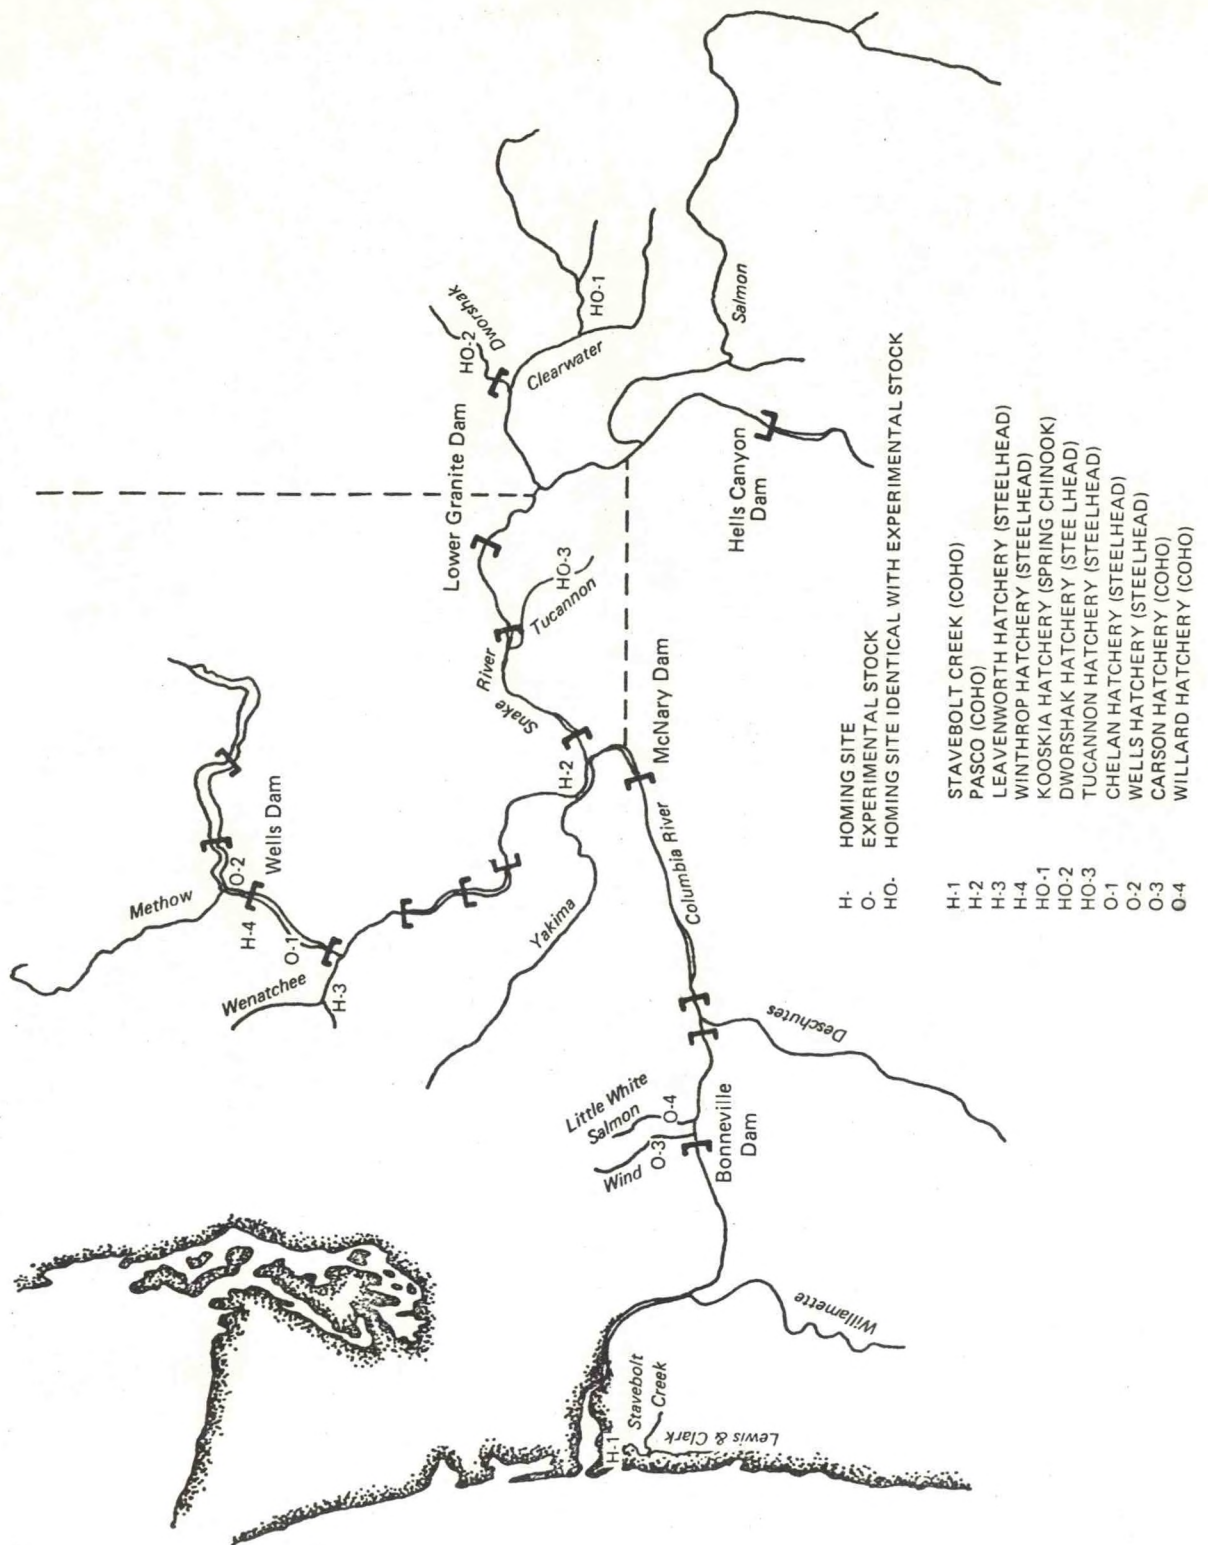 Methow
H-4
O-2
Wells Dam
O-1
Wenatchee
H-3
Yakima
H-2
Snake
River
Tucannon
HO-3
Lower Granite Dam
HO-2
Dworshak
Clearwater
HO-1
Salmon
Hells Canyon
Dam
McNary Dam
Columbia River
Deschutes
Little White
Salmon
O-4
Wind
O-3
Bonneville
Dam
Willamette
H-1
Stavebolt
Creek
Lewis & Clark
H- HOMING SITE
O- EXPERIMENTAL STOCK
HO- HOMING SITE IDENTICAL WITH EXPERIMENTAL STOCK
H-1 STAVEBOLT CREEK (COHO)
H-2 PASCO (COHO)
H-3 LEAVENWORTH HATCHERY (STEELHEAD)
H-4 WINTHROP HATCHERY (STEELHEAD)
HO-1 KOOSKIA HATCHERY (SPRING CHINOOK)
HO-2 DWORSHAK HATCHERY (STEE LHEAD)
HO-3 TUCANNON HATCHERY (STEELHEAD)
O-1 CHELAN HATCHERY (STEELHEAD)
O-2 WELLS HATCHERY (STEELHEAD)
O-3 CARSON HATCHERY (COHO)
O-4 WILLARD HATCHERY (COHO)